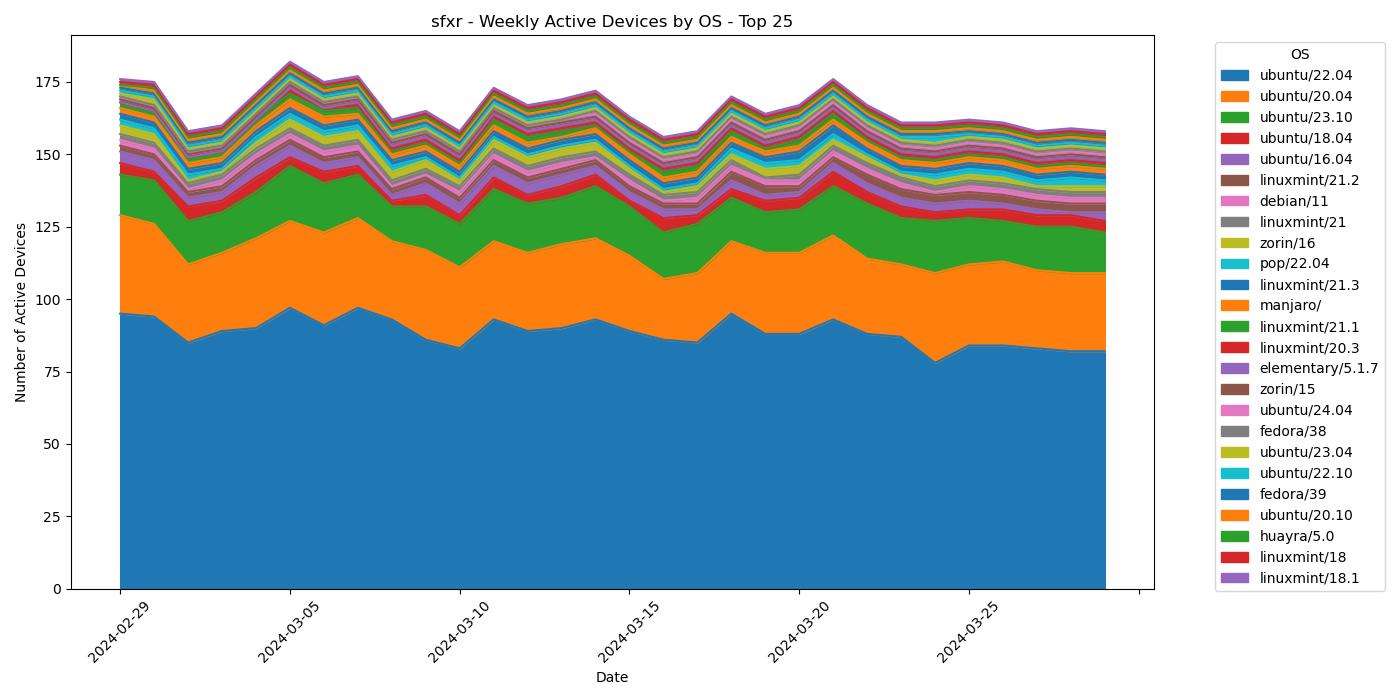 sfxr - Weekly Active Devices by OS - Top 25
Number of Active Devices
175
150
125
100
75
50
25
0
2024-02-29
2024-03-05
2024-03-10
2024-03-15
2024-03-20
2024-03-25
Date
OS
ubuntu/22.04
ubuntu/20.04
ubuntu/23.10
ubuntu/18.04
ubuntu/16.04
linuxmint/21.2
debian/11
linuxmint/21
zorin/16
pop/22.04
linuxmint/21.3
manjaro/
linuxmint/21.1
linuxmint/20.3
elementary/5.1.7
zorin/15
ubuntu/24.04
fedora/38
ubuntu/23.04
ubuntu/22.10
fedora/39
ubuntu/20.10
huayra/5.0
linuxmint/18
linuxmint/18.1